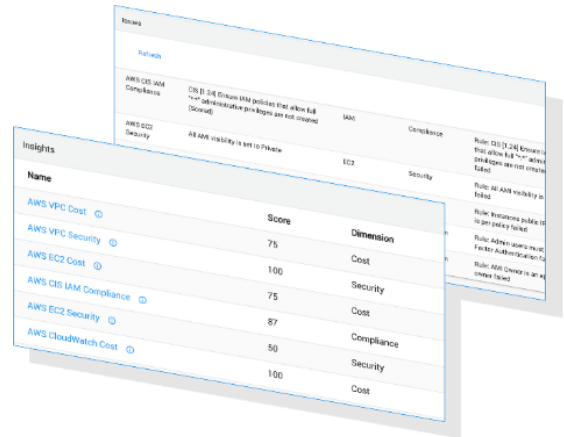 Issues
Refresh
AWS CIS IAM
Compliance
CIS [1.24] Ensure IAM policies that allow full
"*:*" administrative privileges are not created
(Scored)
IAM
Compliance
Rule: CIS [1.24] Ensure
that allow full "*:*"
privileges are not
failed
AWS EC2
Security
All AMI visibility is set to Private
EC2
Security
Rule: All AMI visibility is
failed
Rule: Instances public
is per policy failed
Rule: Admin users must
Factor Authentication
Rule: AMI Owner is an
owner failed
Insights
Name Score Dimension
AWS VPC Cost 75 Cost
AWS VPC Security 100 Security
AWS EC2 Cost 75 Cost
AWS CIS IAM Compliance 87 Compliance
AWS EC2 Security 50 Security
AWS CloudWatch Cost 100 Cost